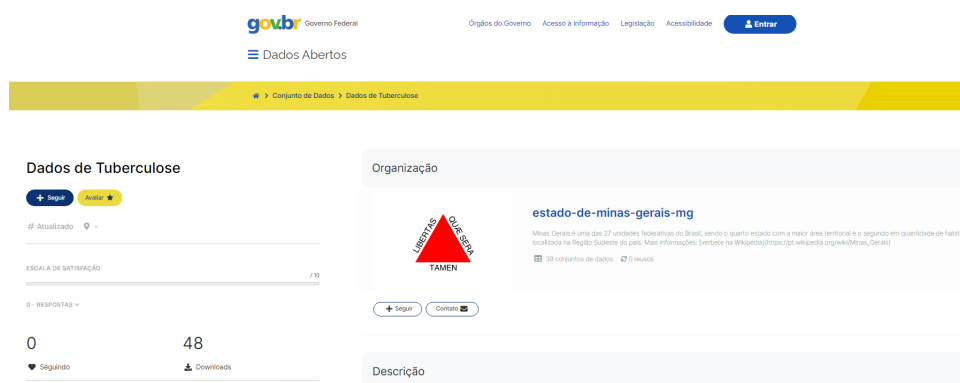 gov.br Governo Federal
Órgãos do Governo Acesso à Informação Legislação Acessibilidade Entrar
Dados Abertos
> Conjunto de Dados > Dados de Tuberculose
Dados de Tuberculose
Seguir Avaliar
# Atualizado -
ESCALA DE SATISFAÇÃO
/ 10
0 - RESPOSTAS
0 48
Seguindo Downloads
Organização
LIBERTAS QUÆ SERA
TAMEN
estado-de-minas-gerais-mg
Minas Gerais é uma das 27 unidades federativas do Brasil, sendo o quarto estado com a maior área territorial e o segundo em quantidade de habit
localizada na Região Sudeste do país. Mais informações: [verbete na Wikipédia](https://pt.wikipedia.org/wiki/Minas_Gerais)
39 conjuntos de dados 0 reusos
Seguir Contato
Descrição